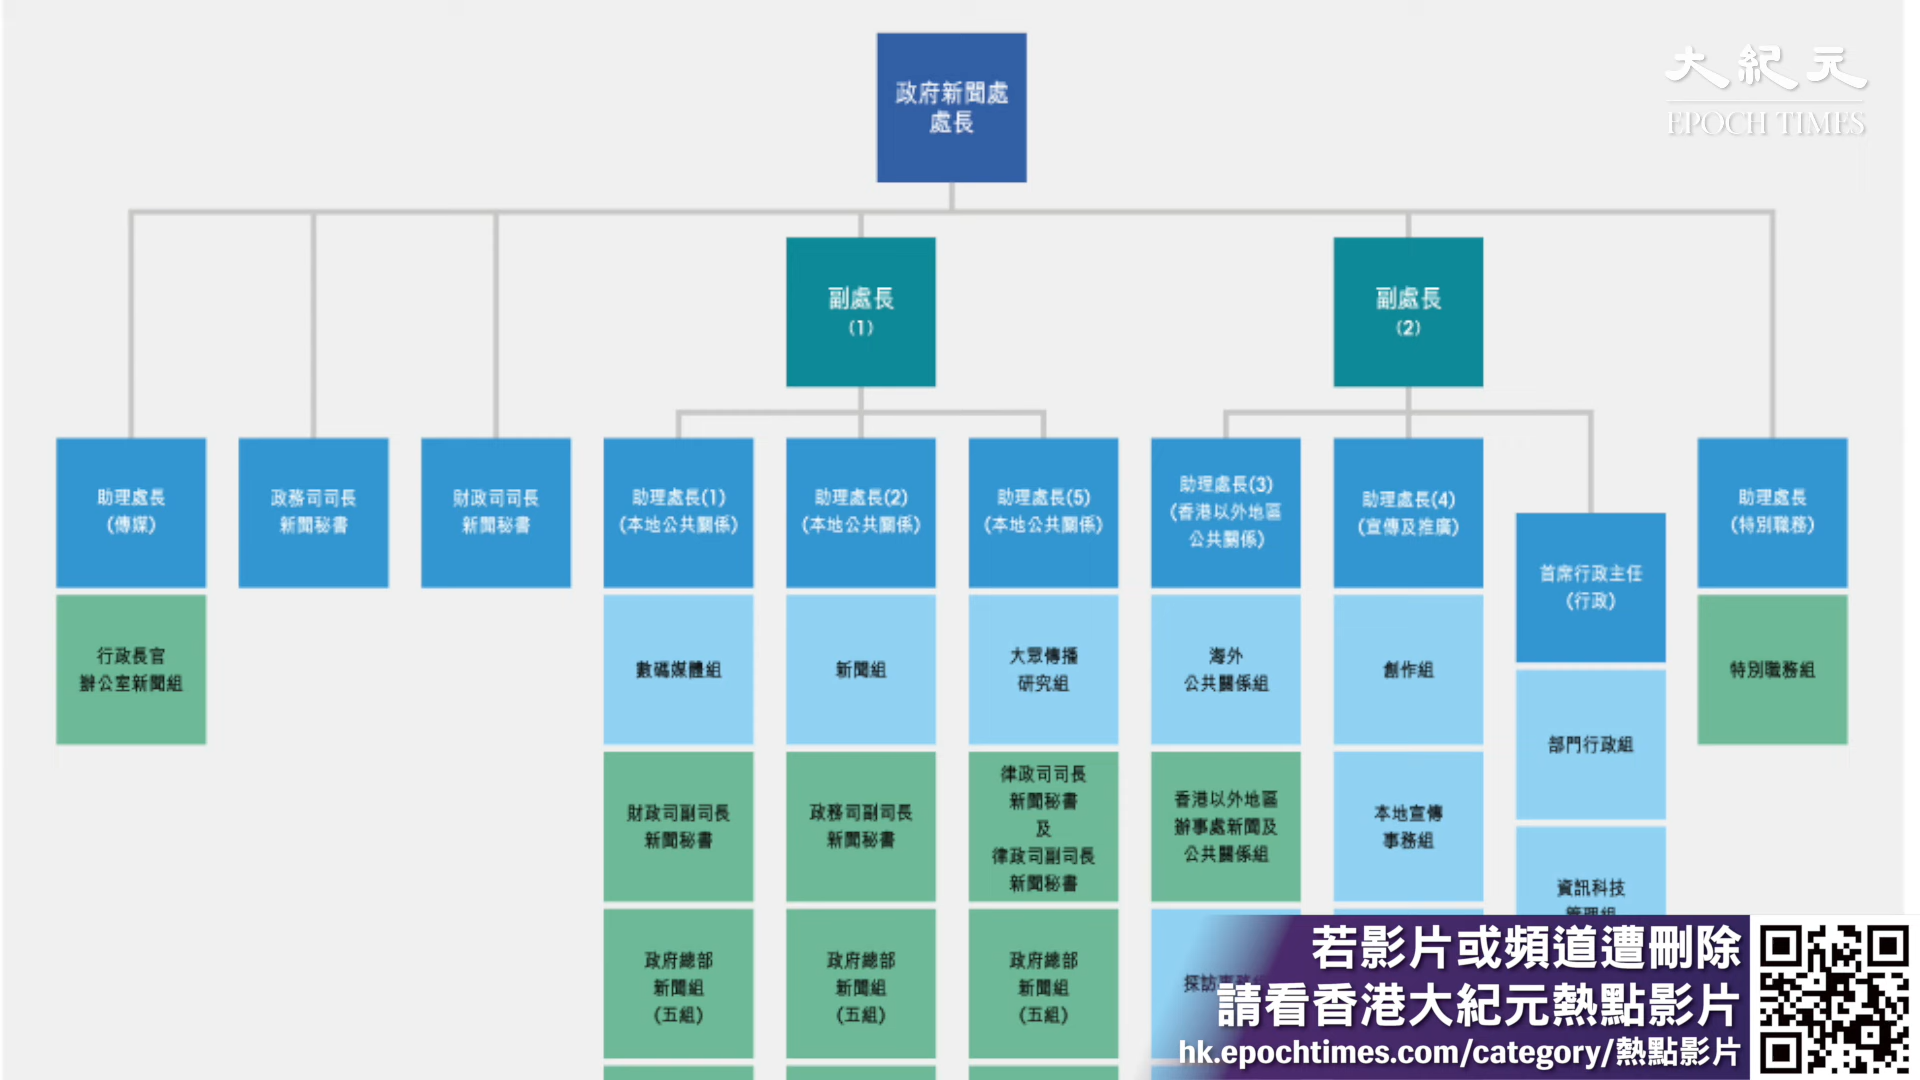 大紀元
EPOCH TIMES
政府新聞處
處長
副處長
(1)
副處長
(2)
助理處長
(傳媒)
政務司司長
新聞秘書
財政司司長
新聞秘書
助理處長(1)
(本地公共關係)
助理處長(2)
(本地公共關係)
助理處長(5)
(本地公共關係)
助理處長(3)
(香港以外地區
公共關係)
助理處長(4)
(宣傳及推廣)
首席行政主任
(行政)
助理處長
(特別職務)
行政長官
辦公室新聞組
數碼媒體組
新聞組
大眾傳播
研究組
海外
公共關係組
創作組
部門行政組
特別職務組
財政司副司長
新聞秘書
政務司副司長
新聞秘書
律政司司長
新聞秘書
及
律政司副司長
新聞秘書
香港以外地區
辦事處新聞及
公共關係組
本地宣傳
事務組
資訊科技
管理組
政府總部
新聞組
(五組)
政府總部
新聞組
(五組)
政府總部
新聞組
(五組)
探訪
若影片或頻道遭刪除
請看香港大紀元熱點影片
hk.epochtimes.com/category/熱點影片